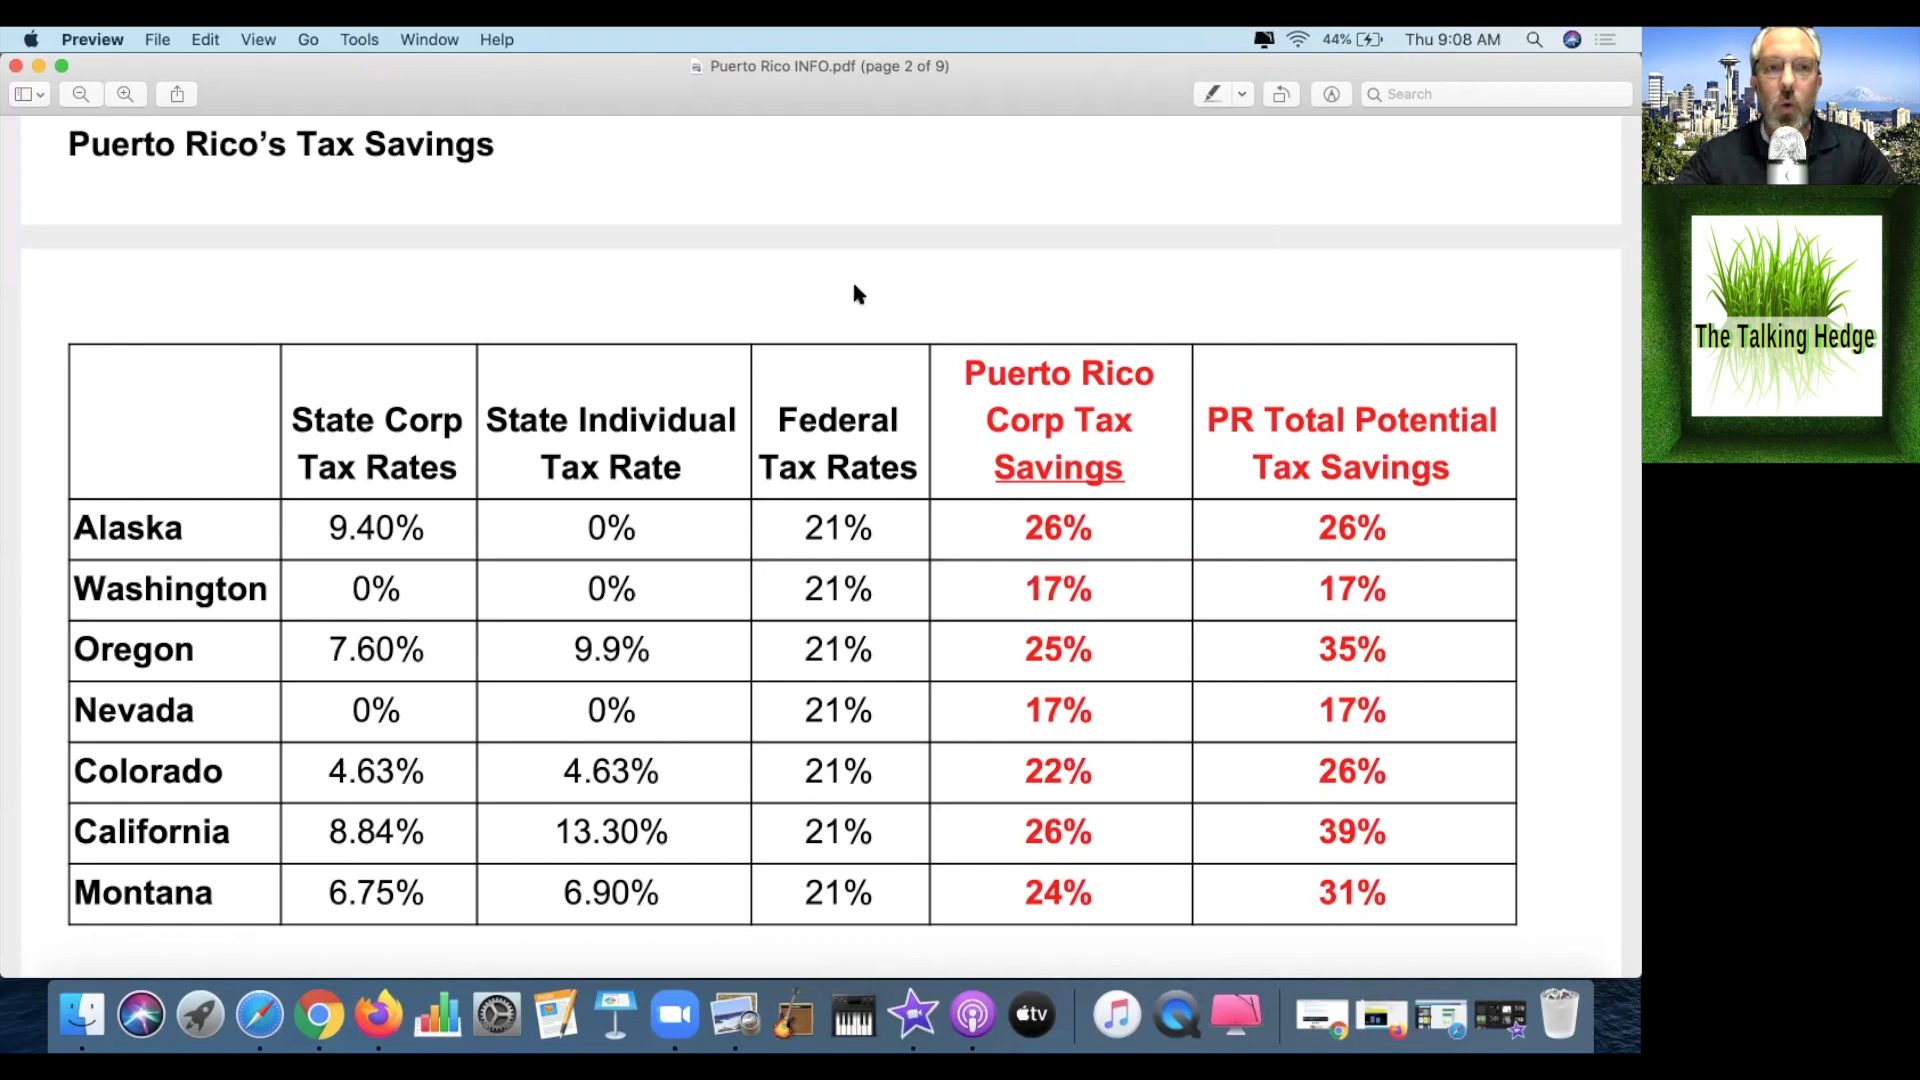 Preview File Edit View Go Tools Window Help 44% Thu 9:08 AM
Puerto Rico INFO.pdf (page 2 of 9)
Search
Puerto Rico’s Tax Savings
State Corp Tax Rates State Individual Tax Rate Federal Tax Rates Puerto Rico Corp Tax Savings PR Total Potential Tax Savings
Alaska 9.40% 0% 21% 26% 26%
Washington 0% 0% 21% 17% 17%
Oregon 7.60% 9.9% 21% 25% 35%
Nevada 0% 0% 21% 17% 17%
Colorado 4.63% 4.63% 21% 22% 26%
California 8.84% 13.30% 21% 26% 39%
Montana 6.75% 6.90% 21% 24% 31%
The Talking Hedge
tv